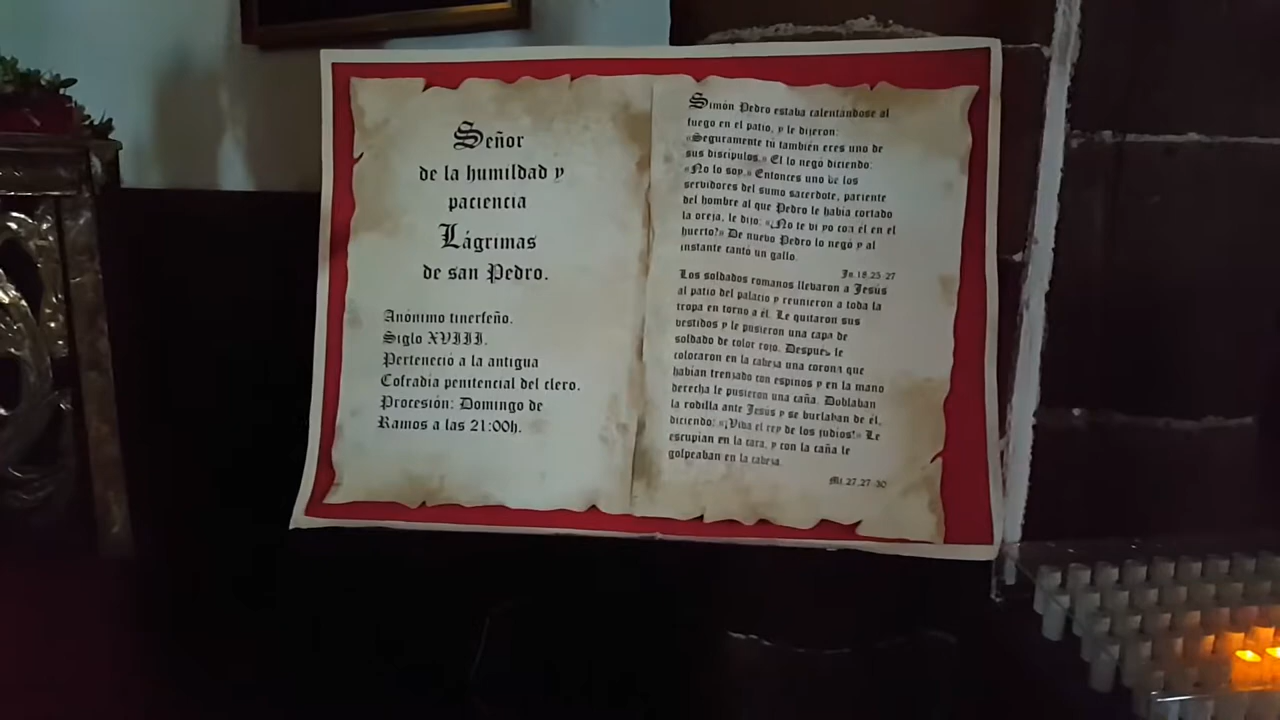 Señor
de la humildad y
paciencia
Lágrimas
de san Pedro.
Anónimo tinerfeño.
Siglo XVIII.
Perteneció a la antigua
Cofradía penitencial del clero.
Procesión: Domingo de
Ramos a las 21:00h.
Simón Pedro estaba calentándose al
fuego en el patio, y le dijeron:
«Seguramente tú también eres uno de
sus discípulos.» El lo negó diciendo:
«No lo soy.» Entonces uno de los
servidores del sumo sacerdote, pariente
del hombre al que Pedro le había cortado
la oreja, le dijo: «¿No te vi yo con él en el
huerto?» De nuevo Pedro lo negó y al
instante cantó un gallo.
Jn.18,25-27
Los soldados romanos llevaron a Jesús
al patio del palacio y reunieron a toda la
tropa en torno a él. Le quitaron sus
vestidos y le pusieron una capa de
soldado de color rojo. Después le
colocaron en la cabeza una corona que
habían trenzado con espinos y en la mano
derecha le pusieron una caña. Doblaban
la rodilla ante Jesús y se burlaban de él,
diciendo: «¡Viva el rey de los judíos!» Le
escupían en la cara, y con la caña le
golpeaban en la cabeza.
Mt.27,27-30